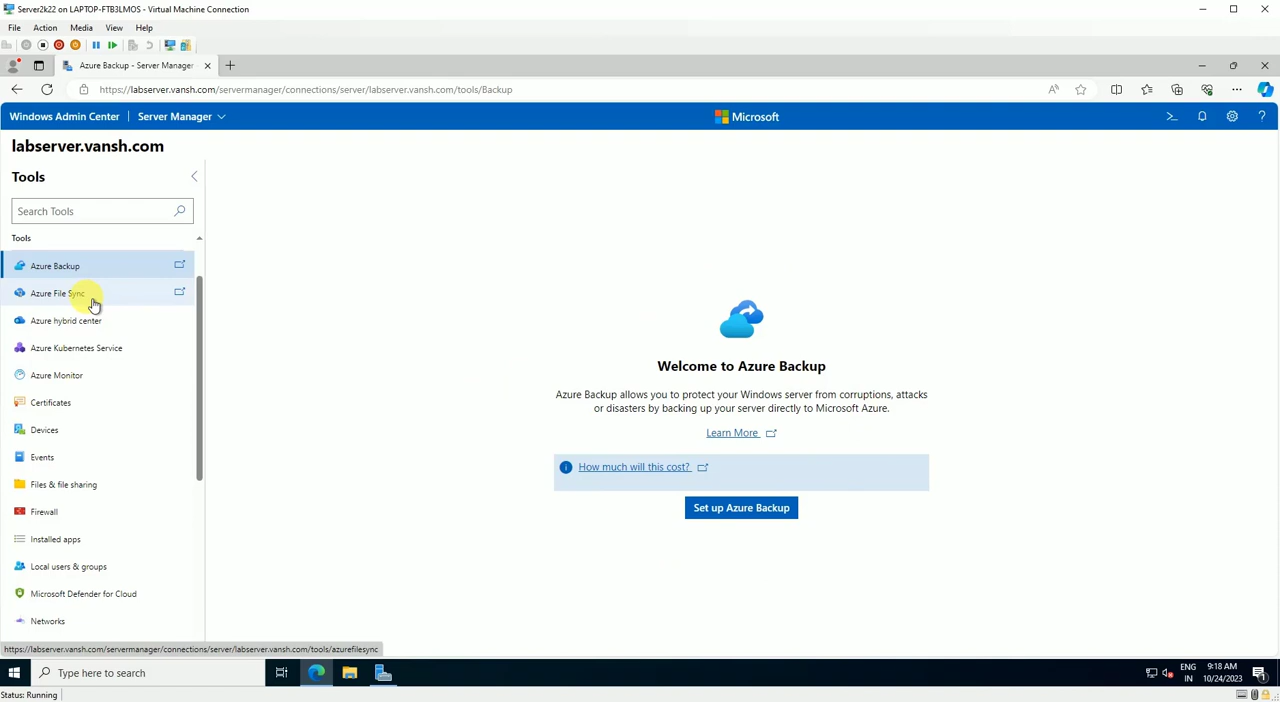 Server2k22 on LAPTOP-FTB3LMOS - Virtual Machine Connection
File Action Media View Help
Azure Backup - Server Manager
https://labserver.vansh.com/servermanager/connections/server/labserver.vansh.com/tools/Backup
Windows Admin Center | Server Manager
Microsoft
labserver.vansh.com
Tools
Search Tools
Tools
Azure Backup
Azure File Sync
Azure hybrid center
Azure Kubernetes Service
Azure Monitor
Certificates
Devices
Events
Files & file sharing
Firewall
Installed apps
Local users & groups
Microsoft Defender for Cloud
Networks
Welcome to Azure Backup
Azure Backup allows you to protect your Windows server from corruptions, attacks
or disasters by backing up your server directly to Microsoft Azure.
Learn More
How much will this cost?
Set up Azure Backup
https://labserver.vansh.com/servermanager/connections/server/labserver.vansh.com/tools/azurefilesync
Type here to search
ENG
IN
9:18 AM
10/24/2023
1
Status: Running